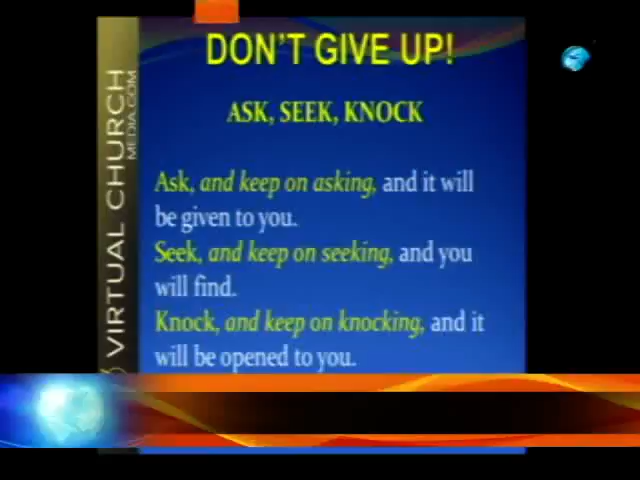 DON'T GIVE UP!
ASK, SEEK, KNOCK
Ask, and keep on asking, and it will
be given to you.
Seek, and keep on seeking, and you
will find.
Knock, and keep on knocking, and it
will be opened to you.
VIRTUAL CHURCH
MEDIA.COM